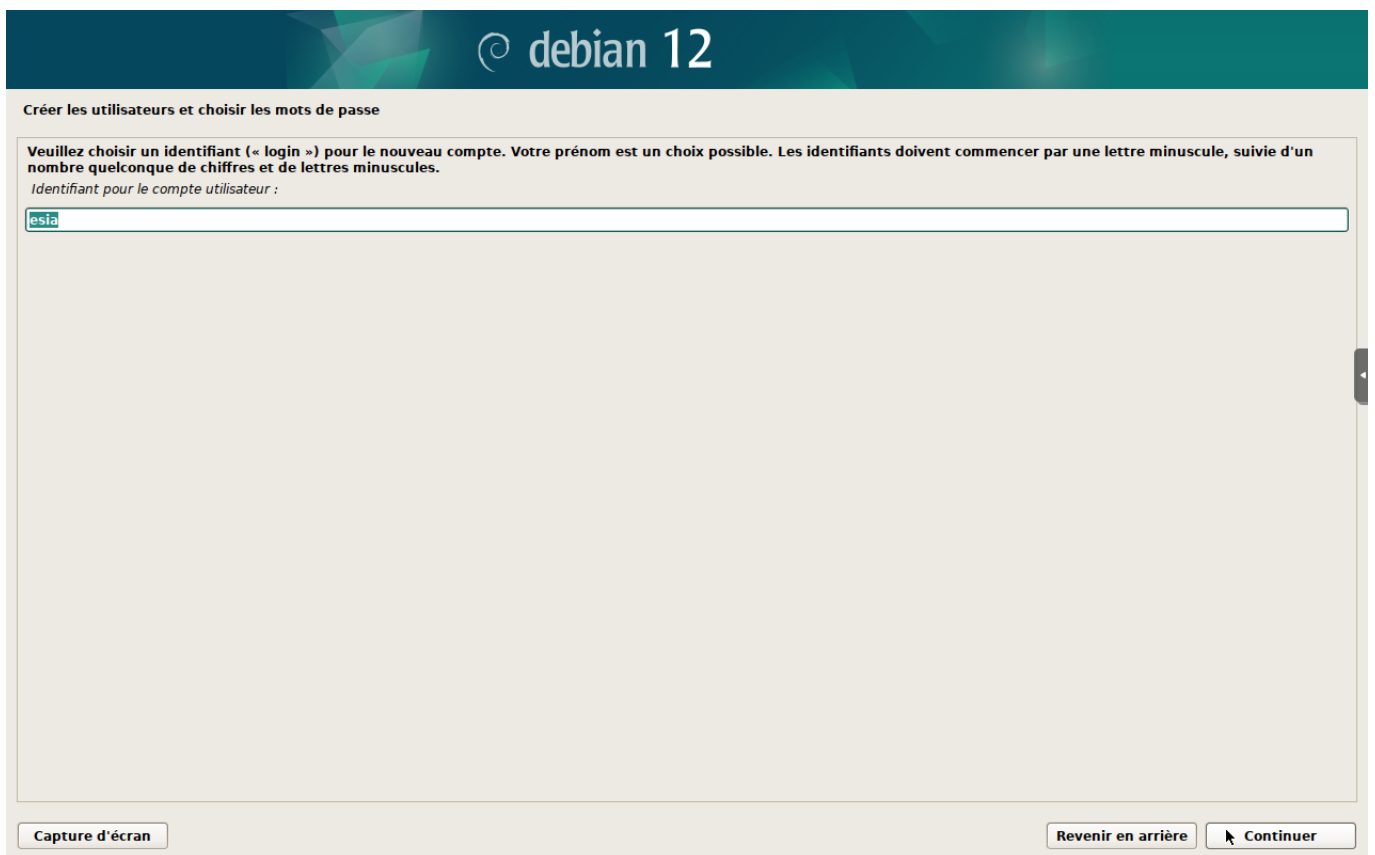 debian 12
Créer les utilisateurs et choisir les mots de passe
Veuillez choisir un identifiant (« login ») pour le nouveau compte. Votre prénom est un choix possible. Les identifiants doivent commencer par une lettre minuscule, suivie d'un
nombre quelconque de chiffres et de lettres minuscules.
Identifiant pour le compte utilisateur :
esia
Capture d'écran
Revenir en arrière
Continuer